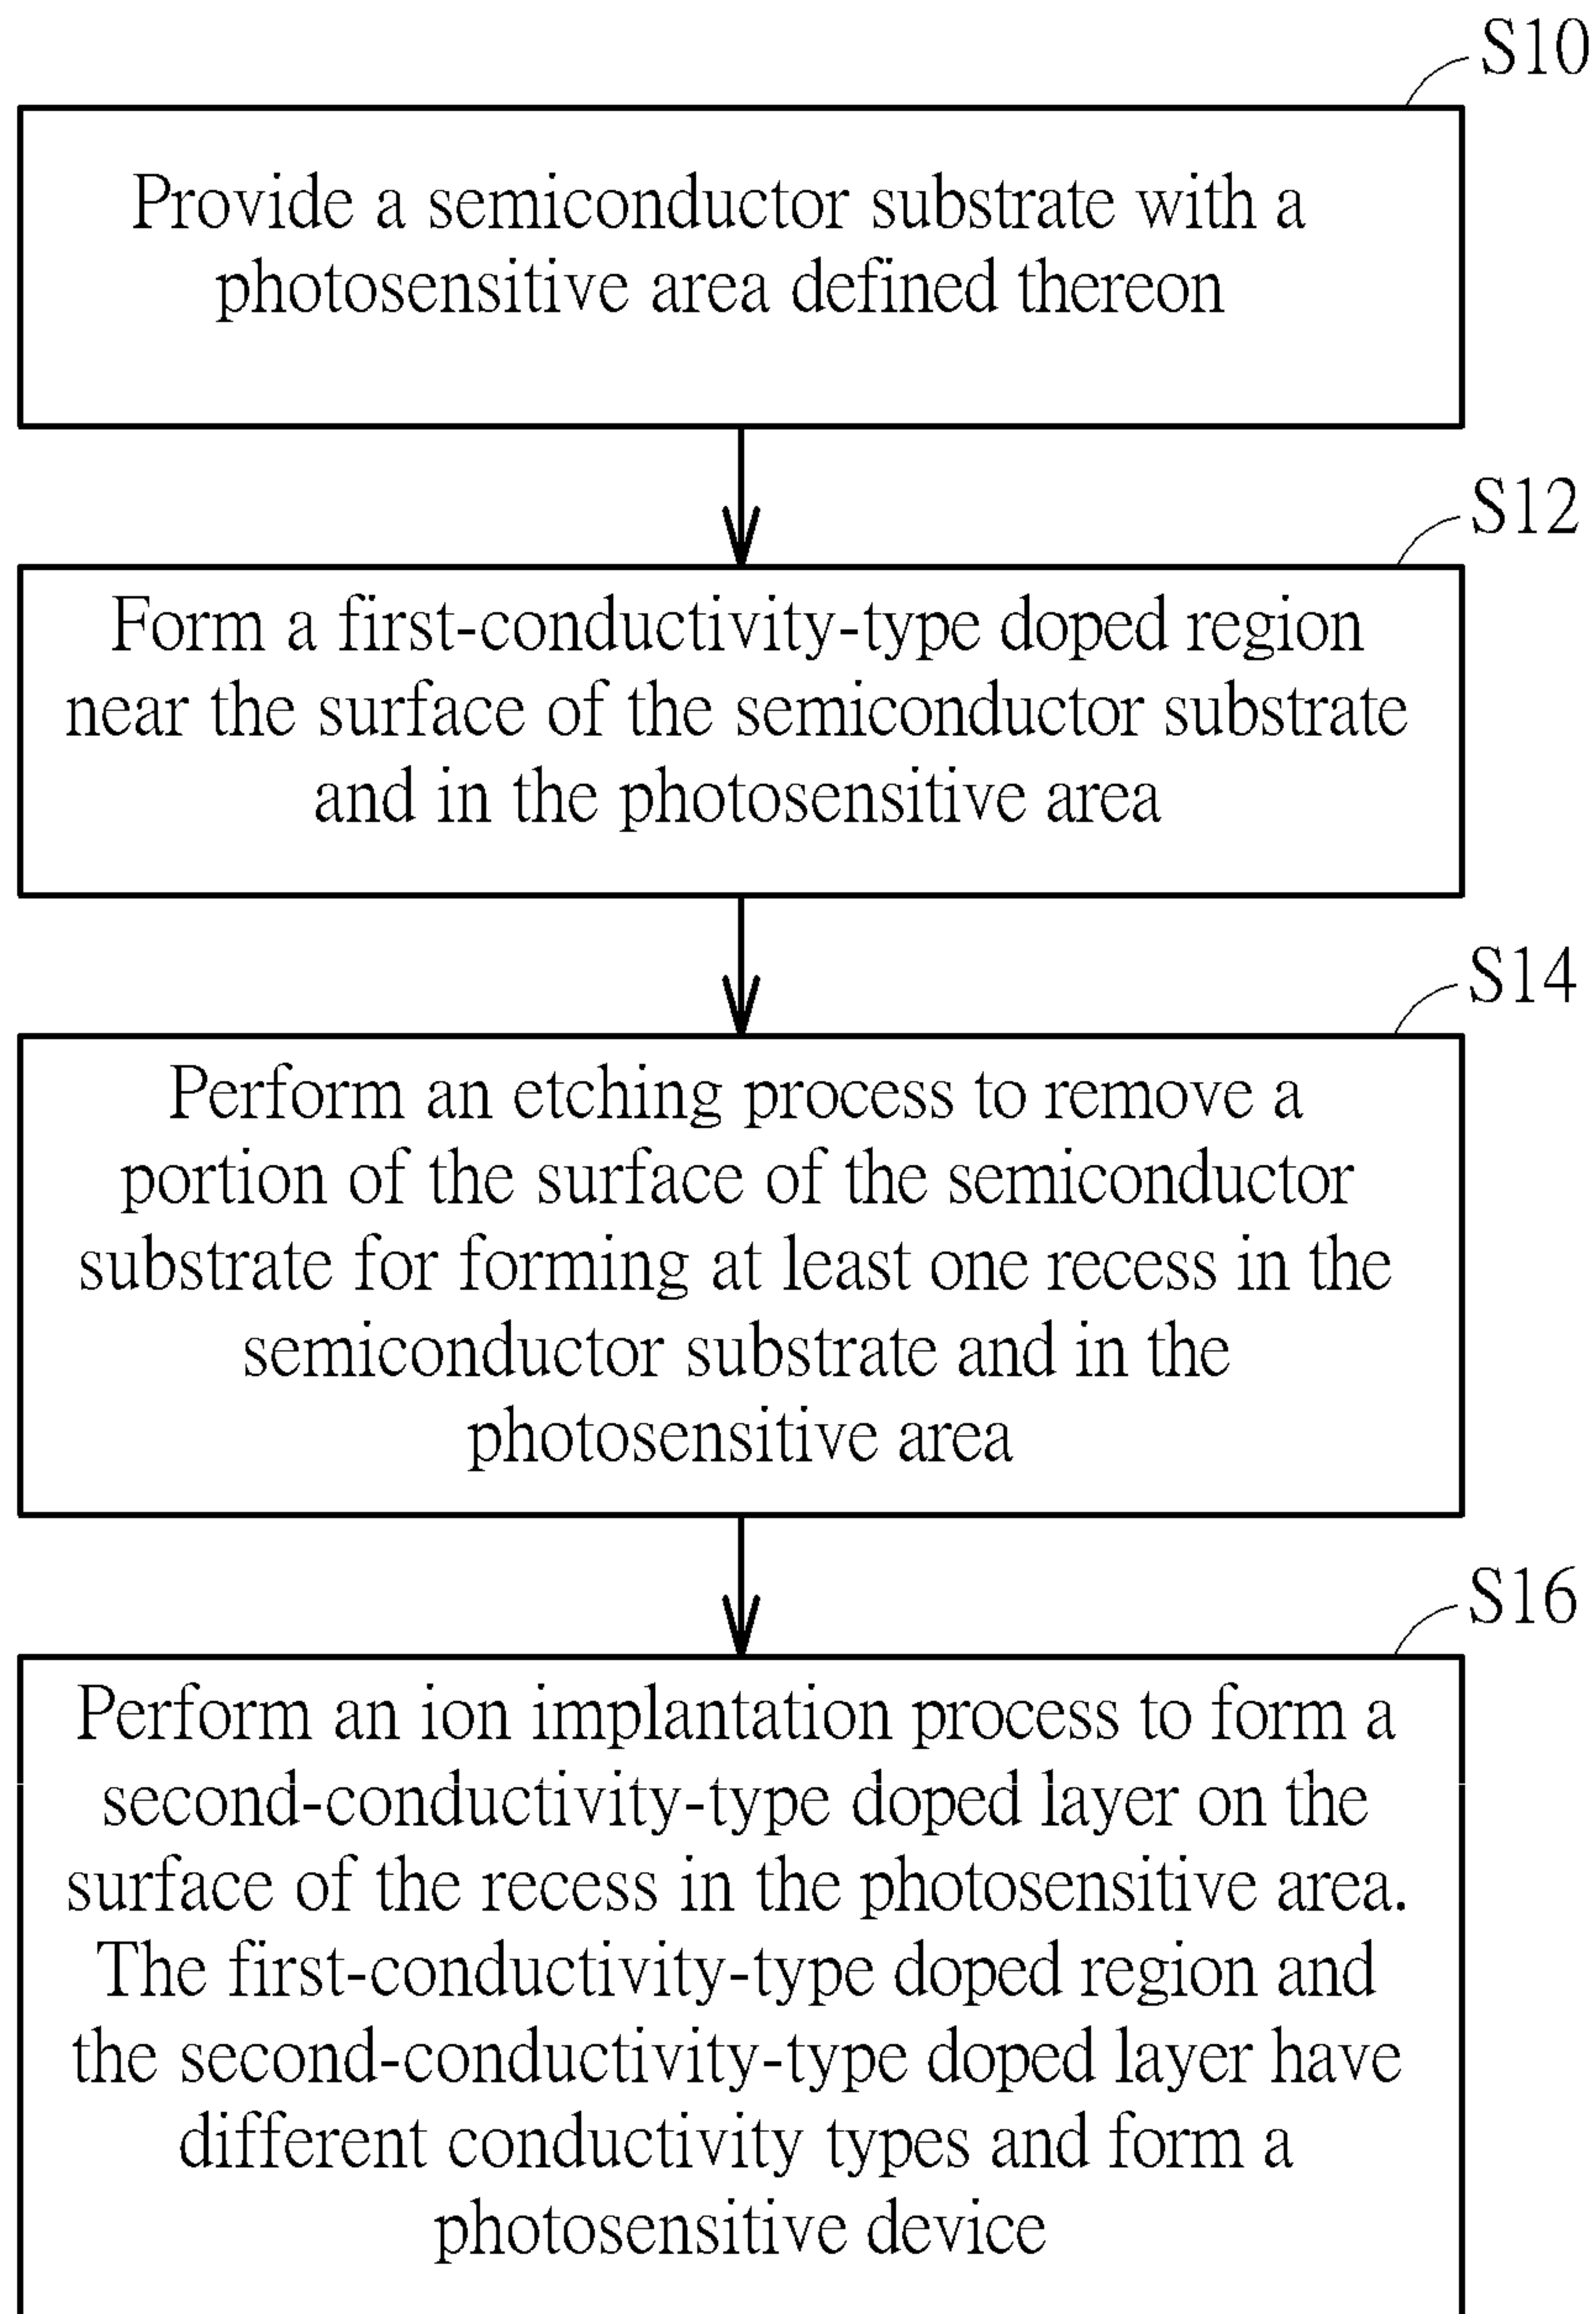 S10
Provide a semiconductor substrate with a
photosensitive area defined thereon
S12
Form a first-conductivity-type doped region
near the surface of the semiconductor substrate
and in the photosensitive area
S14
Perform an etching process to remove a
portion of the surface of the semiconductor
substrate for forming at least one recess in the
semiconductor substrate and in the
photosensitive area
S16
Perform an ion implantation process to form a
second-conductivity-type doped layer on the
surface of the recess in the photosensitive area.
The first-conductivity-type doped region and
the second-conductivity-type doped layer have
different conductivity types and form a
photosensitive device